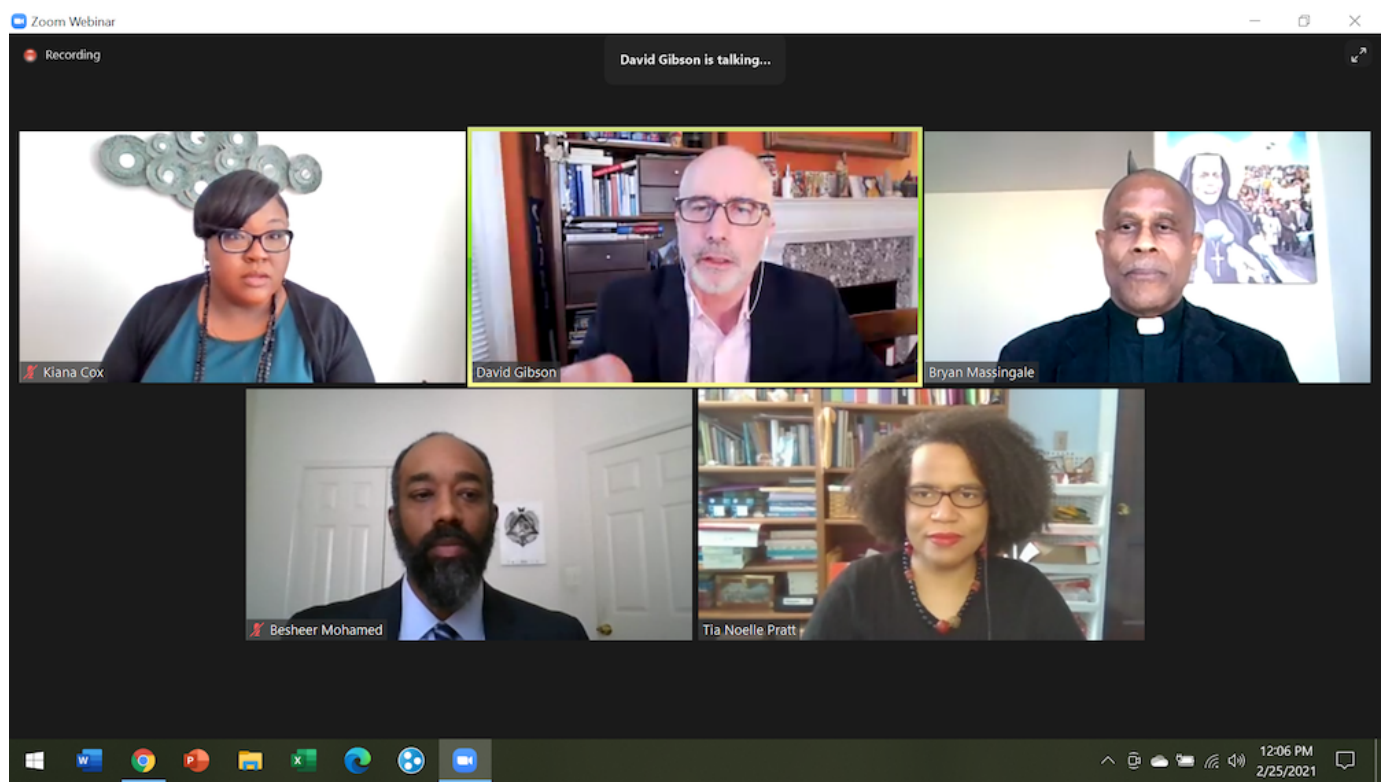 Zoom Webinar
Recording
David Gibson is talking...
Kiana Cox
David Gibson
Bryan Massingale
Besheer Mohamed
Tia Noelle Pratt
12:06 PM
2/25/2021